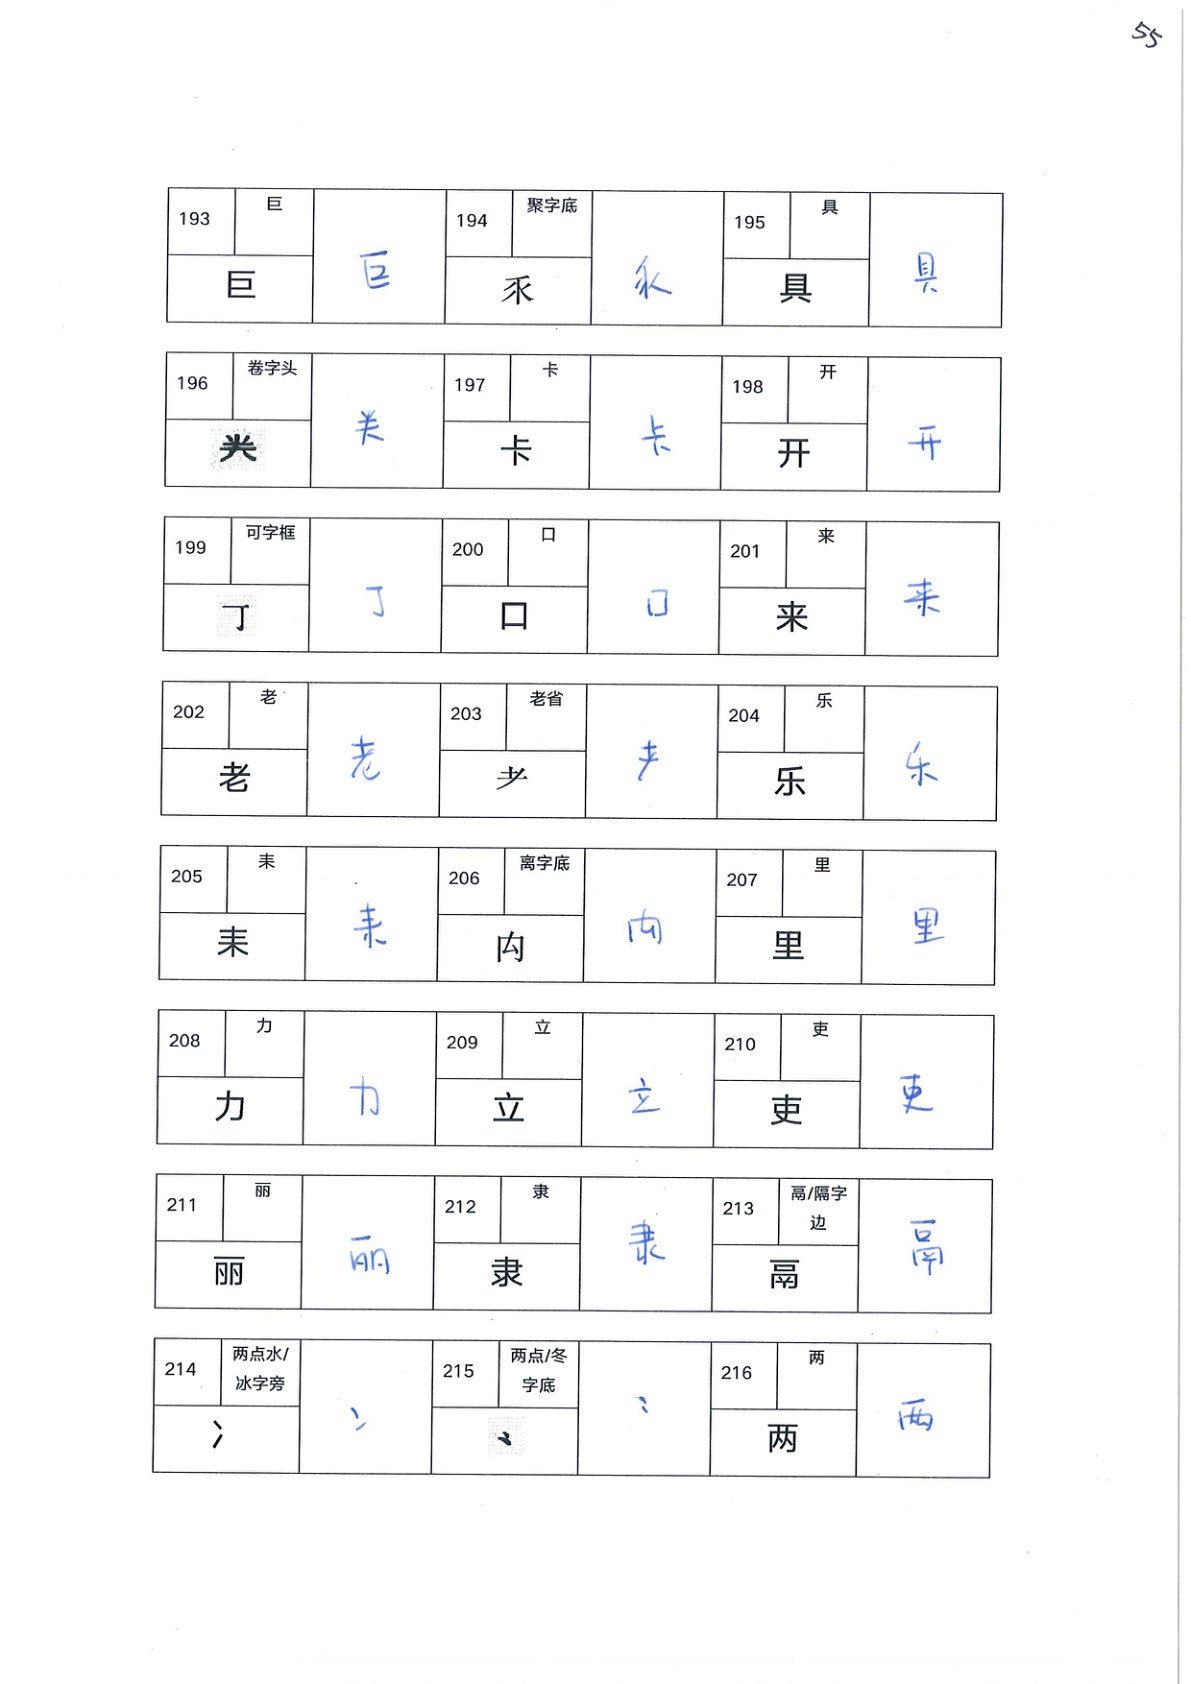 55
193 巨 巨 194 聚字底 乑 195 具 具
巨 乑 具
196 卷字头 龹 197 卡 卡 198 开 开
龹 卡 开
199 可字框 丁 200 口 口 201 来 来
丁 口 来
202 老 老 203 老省 耂 204 乐 乐
老 耂 乐
205 耒 耒 206 离字底 禸 207 里 里
耒 禸 里
208 力 力 209 立 立 210 吏 吏
力 立 吏
211 丽 丽 212 隶 隶 213 鬲/隔字边 鬲
丽 隶 鬲
214 两点水/冰字旁 冫 215 两点/冬字底 ⺀ 216 两 两
冫 ⺀ 两